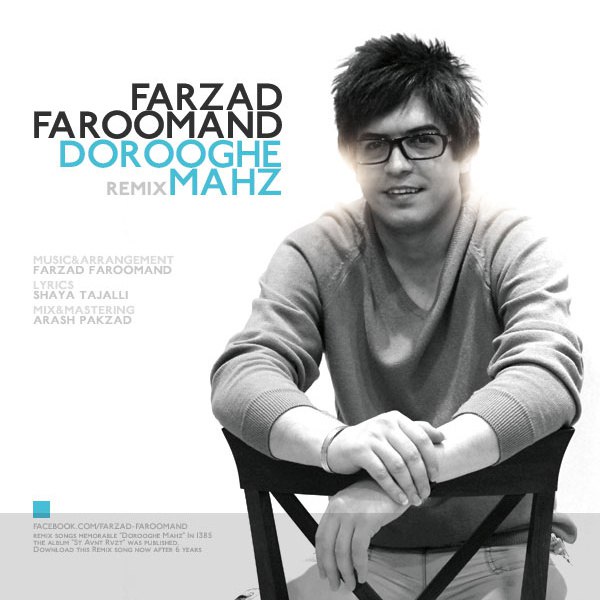 FARZAD
FAROOMAND
DOROOGHE
REMIX MAHZ
MUSIC&ARRANGEMENT
FARZAD FAROOMAND
LYRICS
SHAYA TAJALLI
MIX&MASTERING
ARASH PAKZAD
FACEBOOK.COM/FARZAD-FAROOMAND
REMIX SONGS MEMORABLE "DOROOGHE MAHZ" IN 1385
THE ALBUM "ST AVNT RVZT" WAS PUBLISHED.
DOWNLOAD THIS REMIX SONG NOW AFTER 6 YEARS